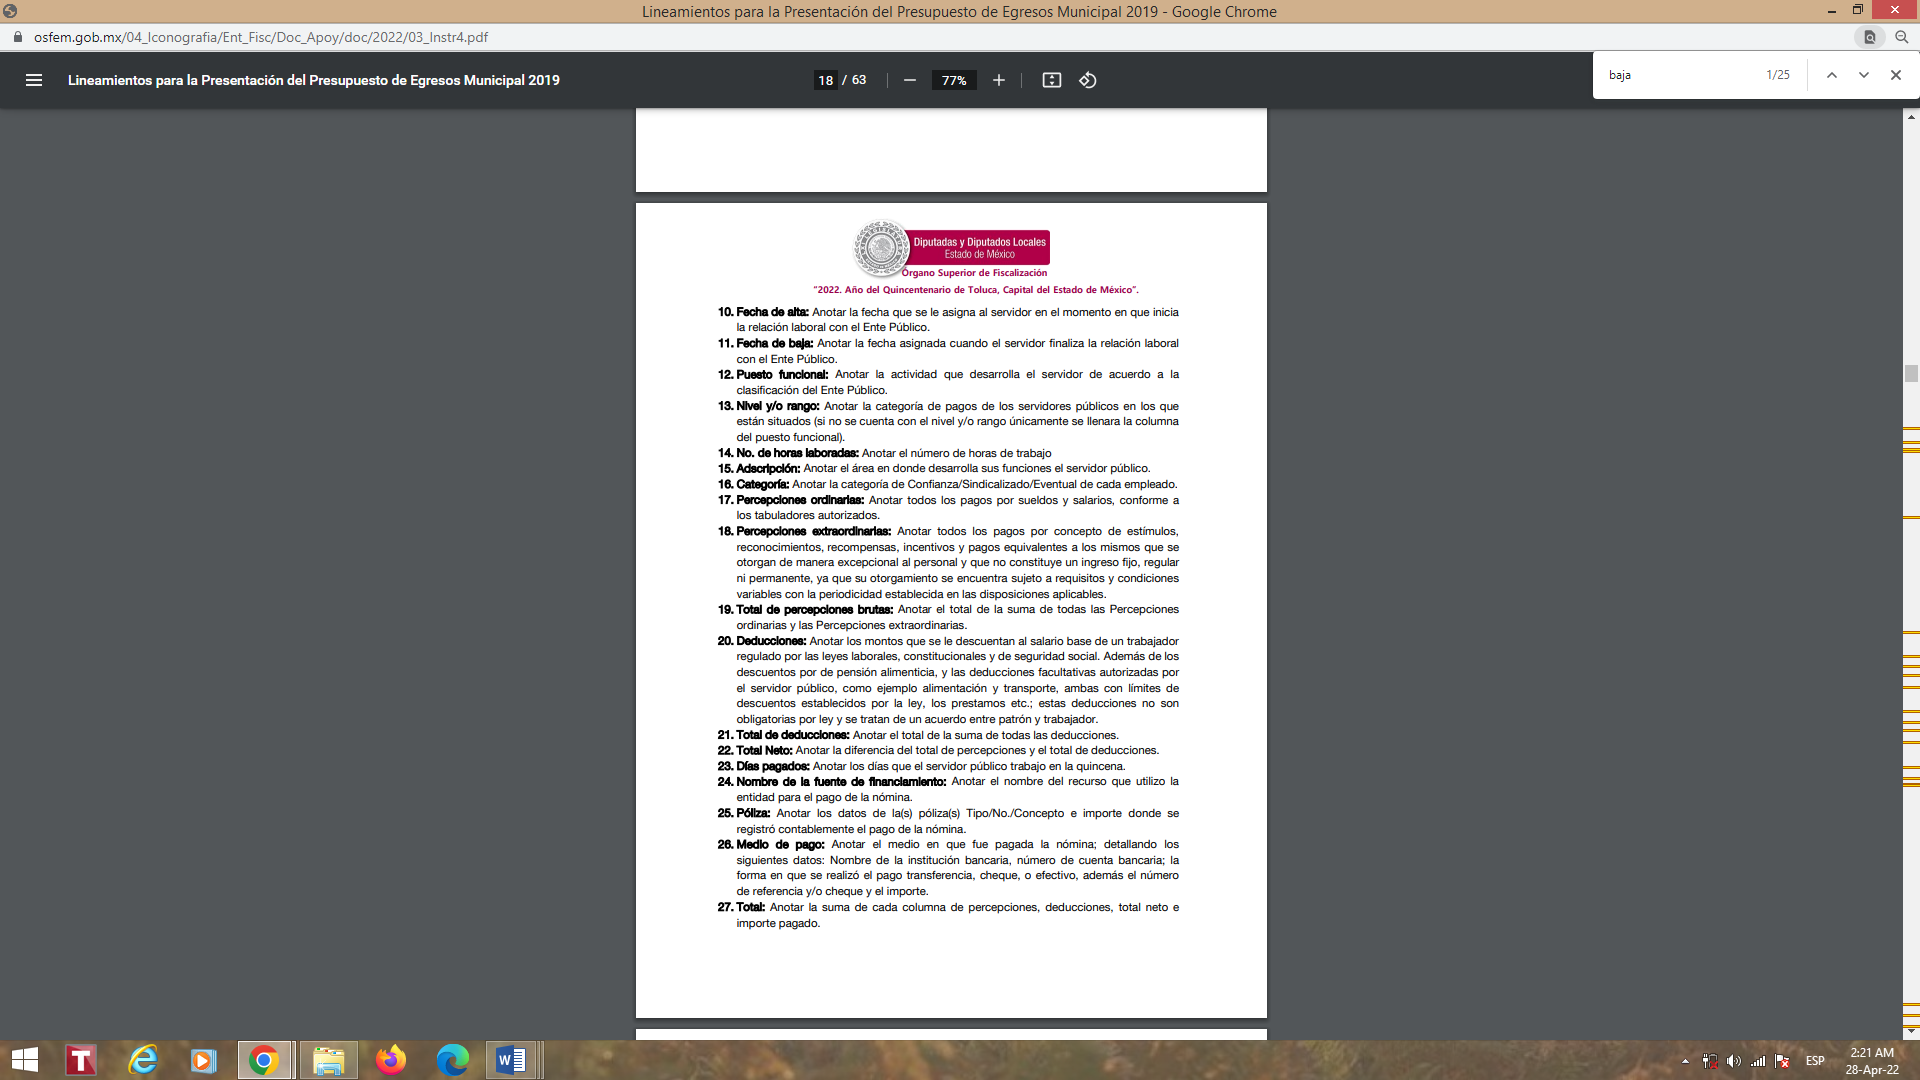 Lineamientos para la Presentación del Presupuesto de Egresos Municipal 2019 - Google Chrome
osfem.gob.mx/04_Iconografia/Ent_Fisc/Doc_Apoy/doc/2022/03_Instr4.pdf
Lineamientos para la Presentación del Presupuesto de Egresos Municipal 2019
18 / 63
77%
baja
1/25
Diputadas y Diputados Locales
Estado de México
Órgano Superior de Fiscalización
"2022. Año del Quincentenario de Toluca, Capital del Estado de México".
10. Fecha de alta: Anotar la fecha que se le asigna al servidor en el momento en que inicia
la relación laboral con el Ente Público.
11. Fecha de baja: Anotar la fecha asignada cuando el servidor finaliza la relación laboral
con el Ente Público.
12. Puesto funcional: Anotar la actividad que desarrolla el servidor de acuerdo a la
clasificación del Ente Público.
13. Nivel y/o rango: Anotar la categoría de pagos de los servidores públicos en los que
están situados (si no se cuenta con el nivel y/o rango únicamente se llenara la columna
del puesto funcional).
14. No. de horas laboradas: Anotar el número de horas de trabajo
15. Adscripción: Anotar el área en donde desarrolla sus funciones el servidor público.
16. Categoría: Anotar la categoría de Confianza/Sindicalizado/Eventual de cada empleado.
17. Percepciones ordinarias: Anotar todos los pagos por sueldos y salarios, conforme a
los tabuladores autorizados.
18. Percepciones extraordinarias: Anotar todos los pagos por concepto de estímulos,
reconocimientos, recompensas, incentivos y pagos equivalentes a los mismos que se
otorgan de manera excepcional al personal y que no constituye un ingreso fijo, regular
ni permanente, ya que su otorgamiento se encuentra sujeto a requisitos y condiciones
variables con la periodicidad establecida en las disposiciones aplicables.
19. Total de percepciones brutas: Anotar el total de la suma de todas las Percepciones
ordinarias y las Percepciones extraordinarias.
20. Deducciones: Anotar los montos que se le descuentan al salario base de un trabajador
regulado por las leyes laborales, constitucionales y de seguridad social. Además de los
descuentos por de pensión alimenticia, y las deducciones facultativas autorizadas por
el servidor público, como ejemplo alimentación y transporte, ambas con límites de
descuentos establecidos por la ley, los prestamos etc.; estas deducciones no son
obligatorias por ley y se tratan de un acuerdo entre patrón y trabajador.
21. Total de deducciones: Anotar el total de la suma de todas las deducciones.
22. Total Neto: Anotar la diferencia del total de percepciones y el total de deducciones.
23. Días pagados: Anotar los días que el servidor público trabajo en la quincena.
24. Nombre de la fuente de financiamiento: Anotar el nombre del recurso que utilizo la
entidad para el pago de la nómina.
25. Póliza: Anotar los datos de la(s) póliza(s) Tipo/No./Concepto e importe donde se
registró contablemente el pago de la nómina.
26. Medio de pago: Anotar el medio en que fue pagada la nómina; detallando los
siguientes datos: Nombre de la institución bancaria, número de cuenta bancaria; la
forma en que se realizó el pago transferencia, cheque, o efectivo, además el número
de referencia y/o cheque y el importe.
27. Total: Anotar la suma de cada columna de percepciones, deducciones, total neto e
importe pagado.
ESP
2:21 AM
28-Apr-22